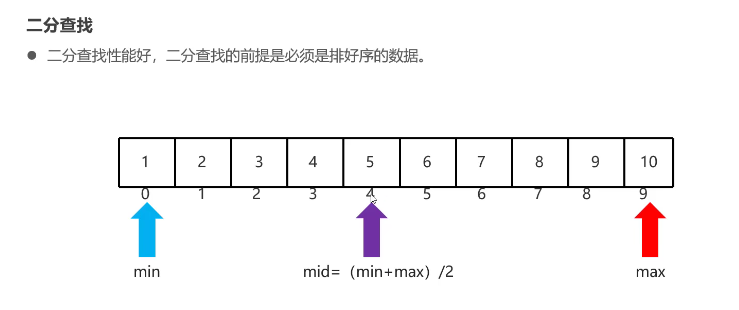 二分查找
● 二分查找性能好，二分查找的前提是必须是排好序的数据。
1 2 3 4 5 6 7 8 9 10
0 1 2 3 4 5 6 7 8 9
min mid=（min+max）/2 max